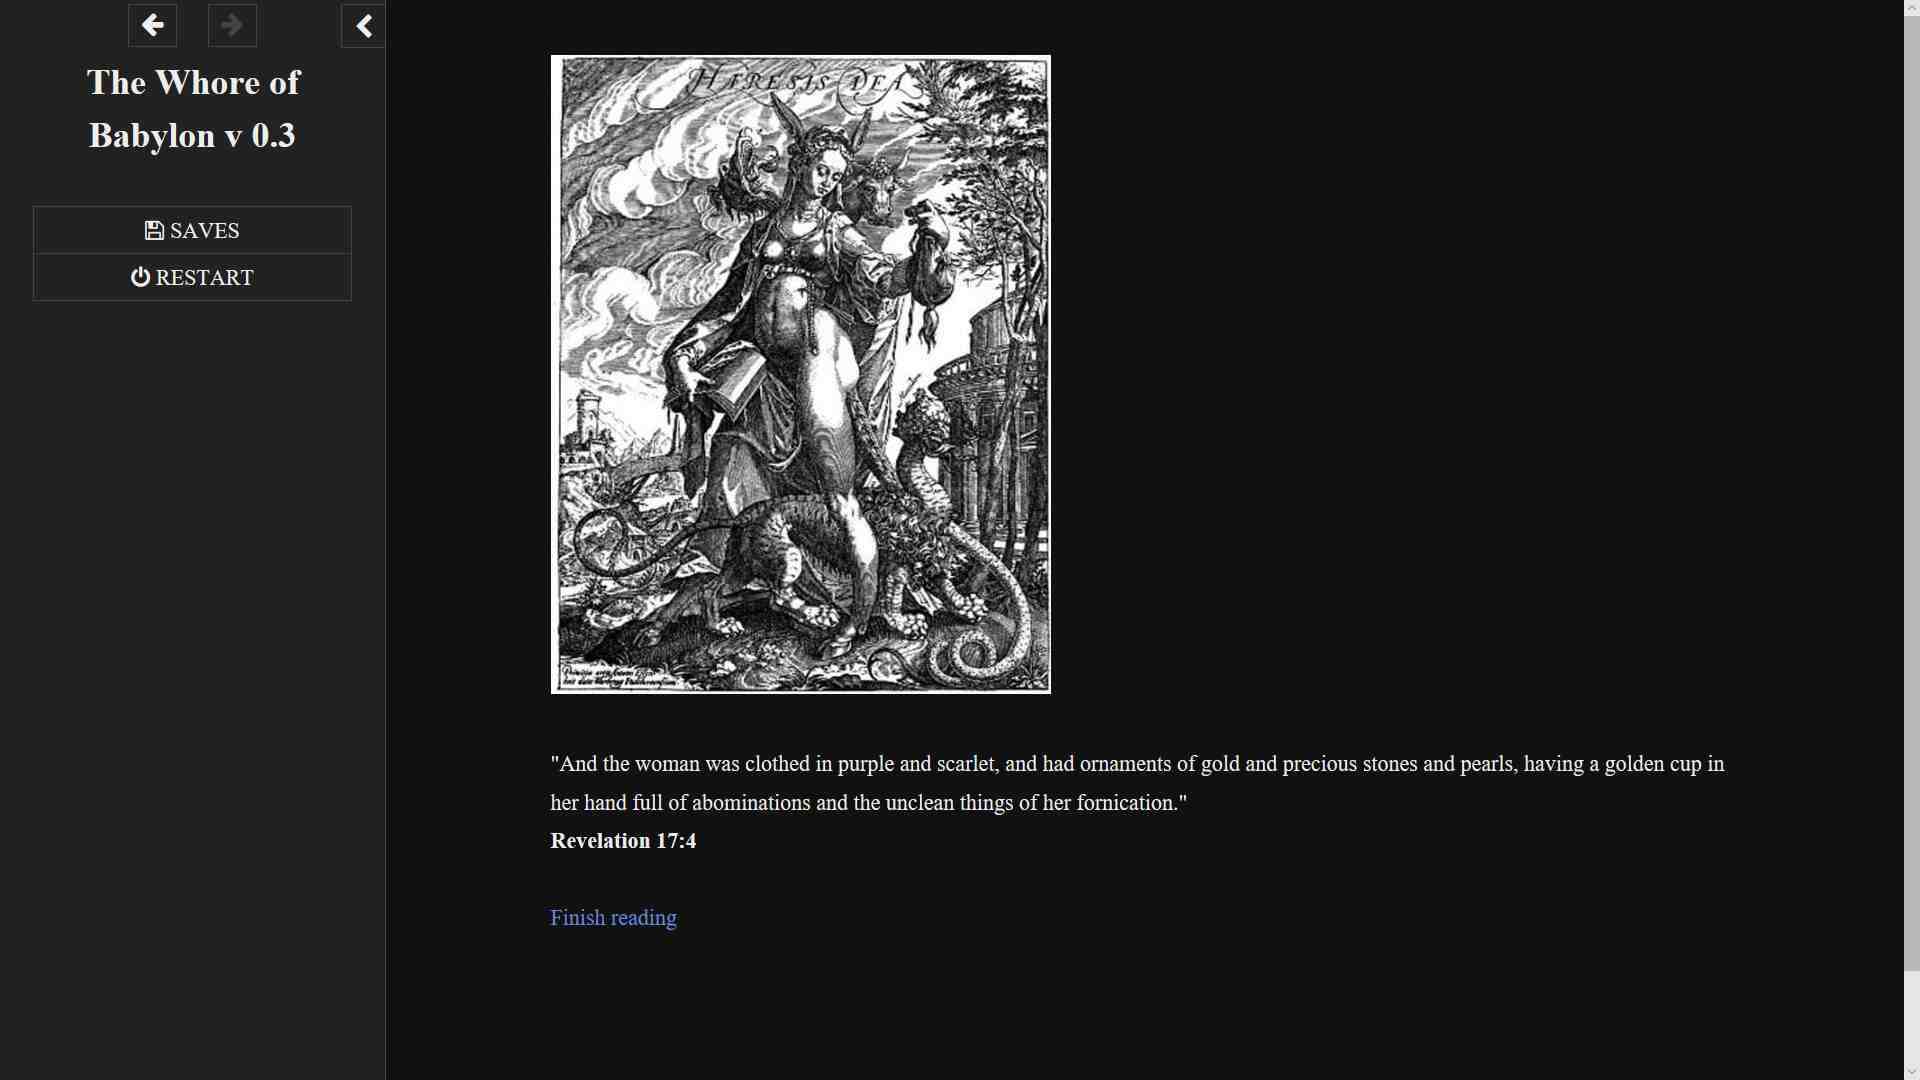 The Whore of
Babylon v 0.3
SAVES
RESTART
HÆRESIS DEA
"And the woman was clothed in purple and scarlet, and had ornaments of gold and precious stones and pearls, having a golden cup in
her hand full of abominations and the unclean things of her fornication."
Revelation 17:4
Finish reading